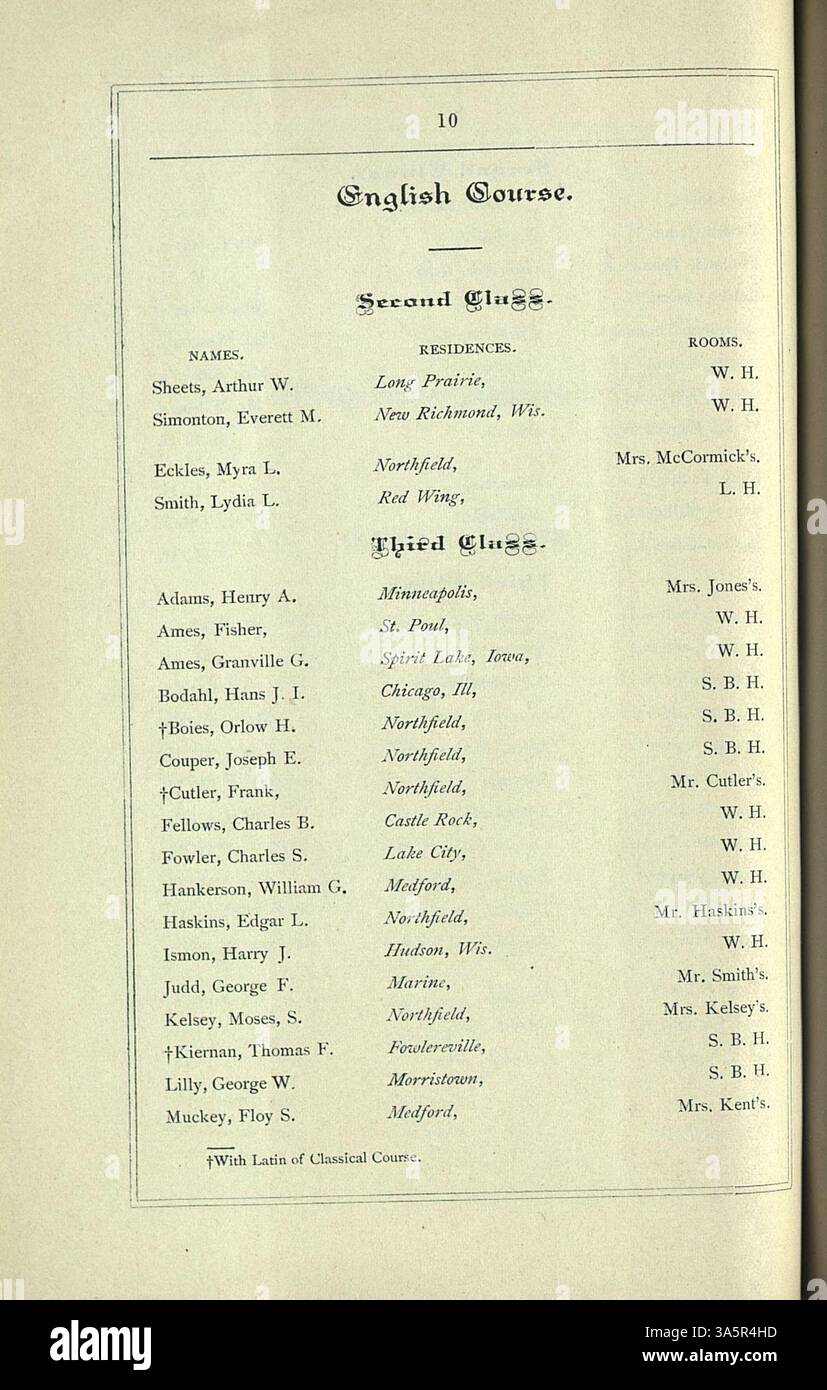 10
English Course.
Second Class.
NAMES. RESIDENCES. ROOMS.
Sheets, Arthur W. Long Prairie, W. H.
Simonton, Everett M. New Richmond, Wis. W. H.
Eckles, Myra L. Northfield, Mrs. McCormick's.
Smith, Lydia L. Red Wing, L. H.
Third Class.
Adams, Henry A. Minneapolis, Mrs. Jones's.
Ames, Fisher, St. Poul, W. H.
Ames, Granville G. Spirit Lake, Iowa, W. H.
Bodahl, Hans J. I. Chicago, Ill, S. B. H.
†Boies, Orlow H. Northfield, S. B. H.
Couper, Joseph E. Northfield, S. B. H.
†Cutler, Frank, Northfield, Mr. Cutler's.
Fellows, Charles B. Castle Rock, W. H.
Fowler, Charles S. Lake City, W. H.
Hankerson, William G. Medford, W. H.
Haskins, Edgar L. Northfield, Mr. Haskins's.
Ismon, Harry J. Hudson, Wis. W. H.
Judd, George F. Marine, Mr. Smith's.
Kelsey, Moses, S. Northfield, Mrs. Kelsey's.
†Kiernan, Thomas F. Fowlereville, S. B. H.
Lilly, George W. Morristown, S. B. H.
Muckey, Floy S. Medford, Mrs. Kent's.
†With Latin of Classical Course.
alamy
Image ID: 3A5R4HD
www.alamy.com